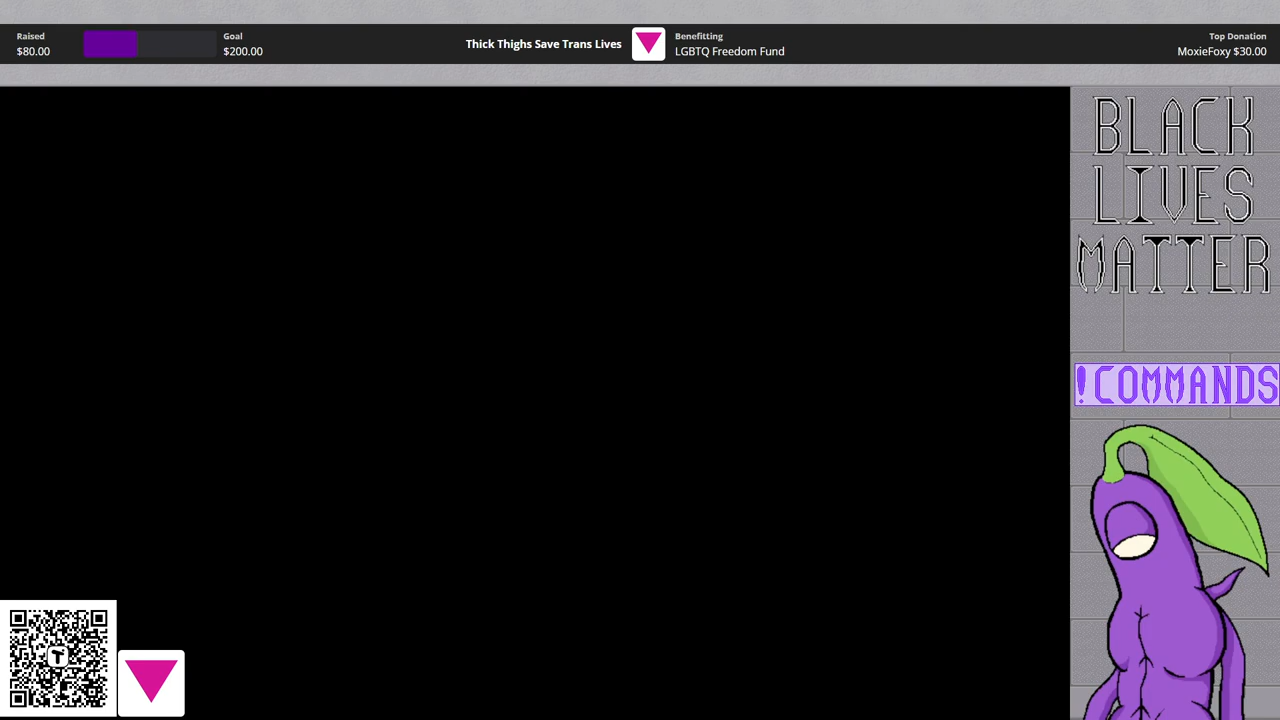 Raised
$80.00
Goal
$200.00
Thick Thighs Save Trans Lives
Benefitting
LGBTQ Freedom Fund
Top Donation
MoxieFoxy $30.00
BLACK
LIVES
MATTER
!COMMANDS
T